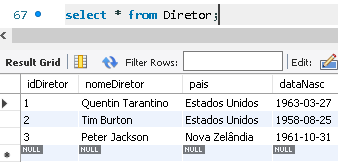 67 select * from Diretor;
Result Grid Filter Rows: Edit:
idDiretor nomeDiretor pais dataNasc
1 Quentin Tarantino Estados Unidos 1963-03-27
2 Tim Burton Estados Unidos 1958-08-25
3 Peter Jackson Nova Zelândia 1961-10-31
NULL NULL NULL NULL